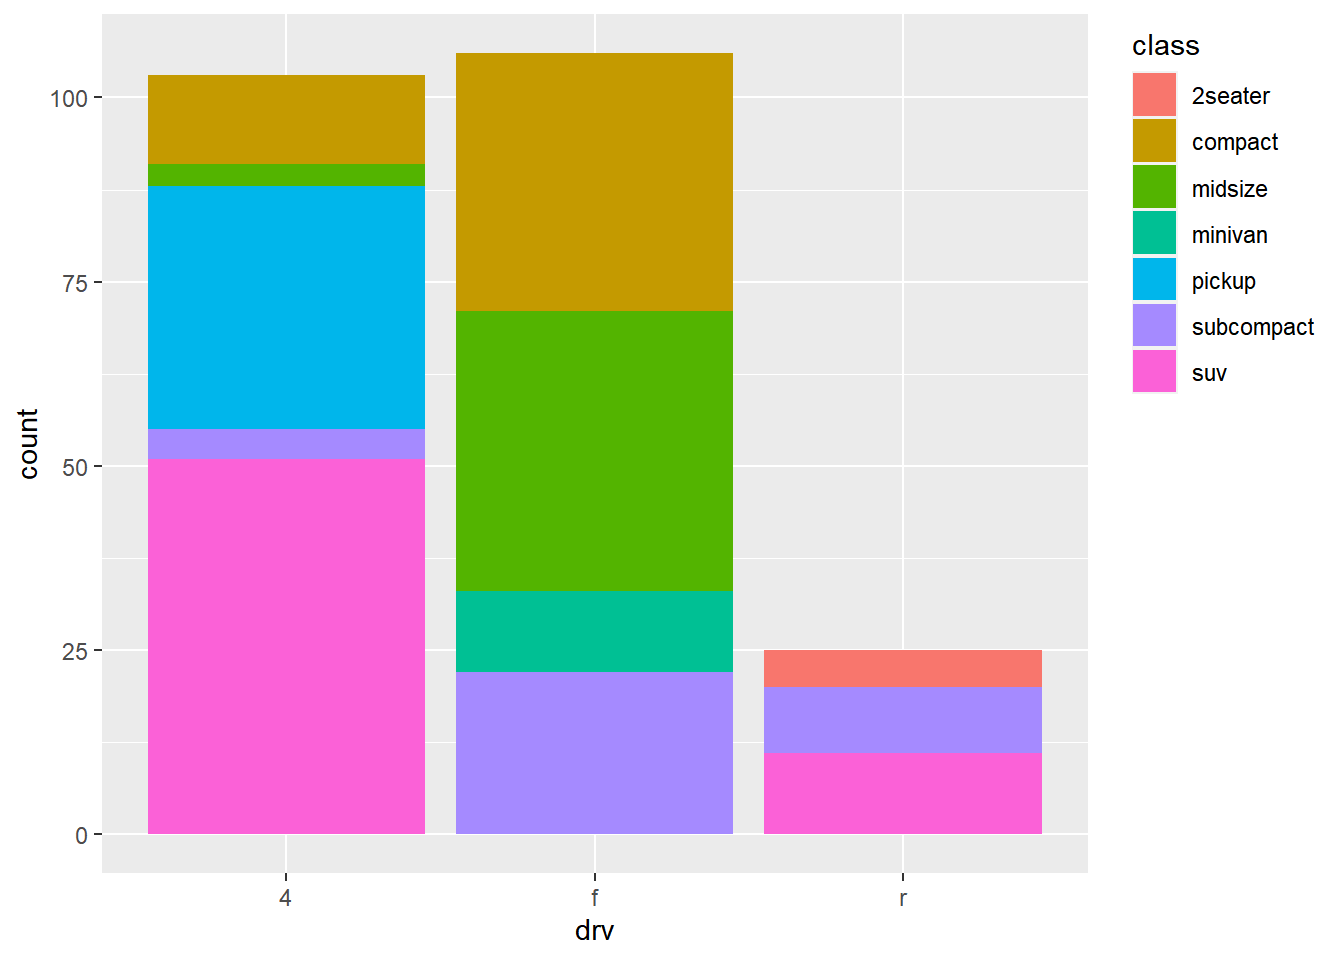 class
2seater
compact
midsize
minivan
pickup
subcompact
suv
count
100
75
50
25
0
4 f r
drv